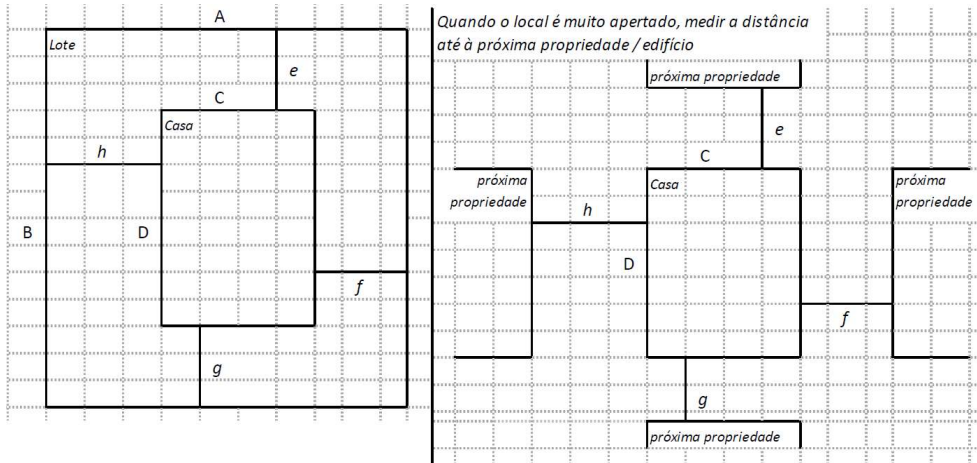 A
Lote
e
C
Casa
h
B
D
f
g
Quando o local é muito apertado, medir a distância
até à próxima propriedade / edifício
próxima propriedade
e
C
próxima
propriedade
Casa
próxima
propriedade
h
D
f
g
próxima propriedade